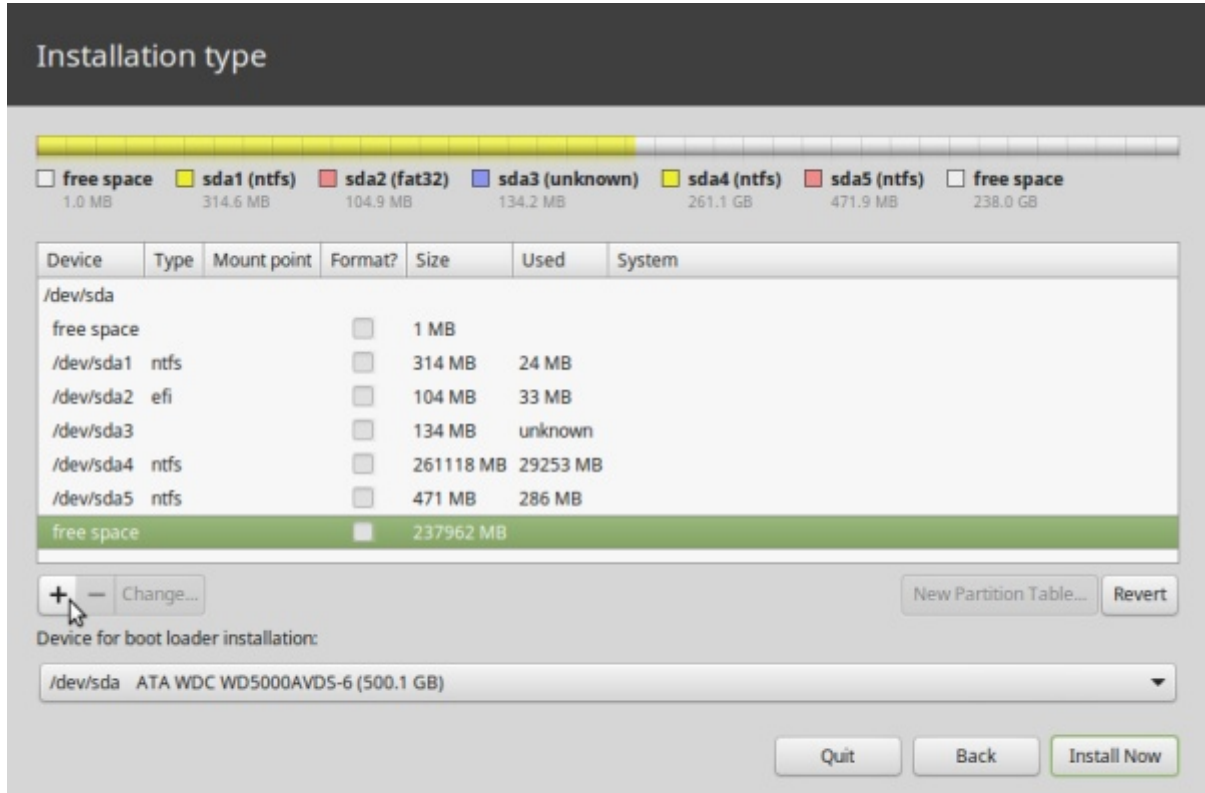 Installation type
free space sda1 (ntfs) sda2 (fat32) sda3 (unknown) sda4 (ntfs) sda5 (ntfs) free space
1.0 MB 314.6 MB 104.9 MB 134.2 MB 261.1 GB 471.9 MB 238.0 GB
Device Type Mount point Format? Size Used System
/dev/sda
free space 1 MB
/dev/sda1 ntfs 314 MB 24 MB
/dev/sda2 efi 104 MB 33 MB
/dev/sda3 134 MB unknown
/dev/sda4 ntfs 261118 MB 29253 MB
/dev/sda5 ntfs 471 MB 286 MB
free space 237962 MB
+ − Change... New Partition Table... Revert
Device for boot loader installation:
/dev/sda ATA WDC WD5000AVDS-6 (500.1 GB)
Quit Back Install Now